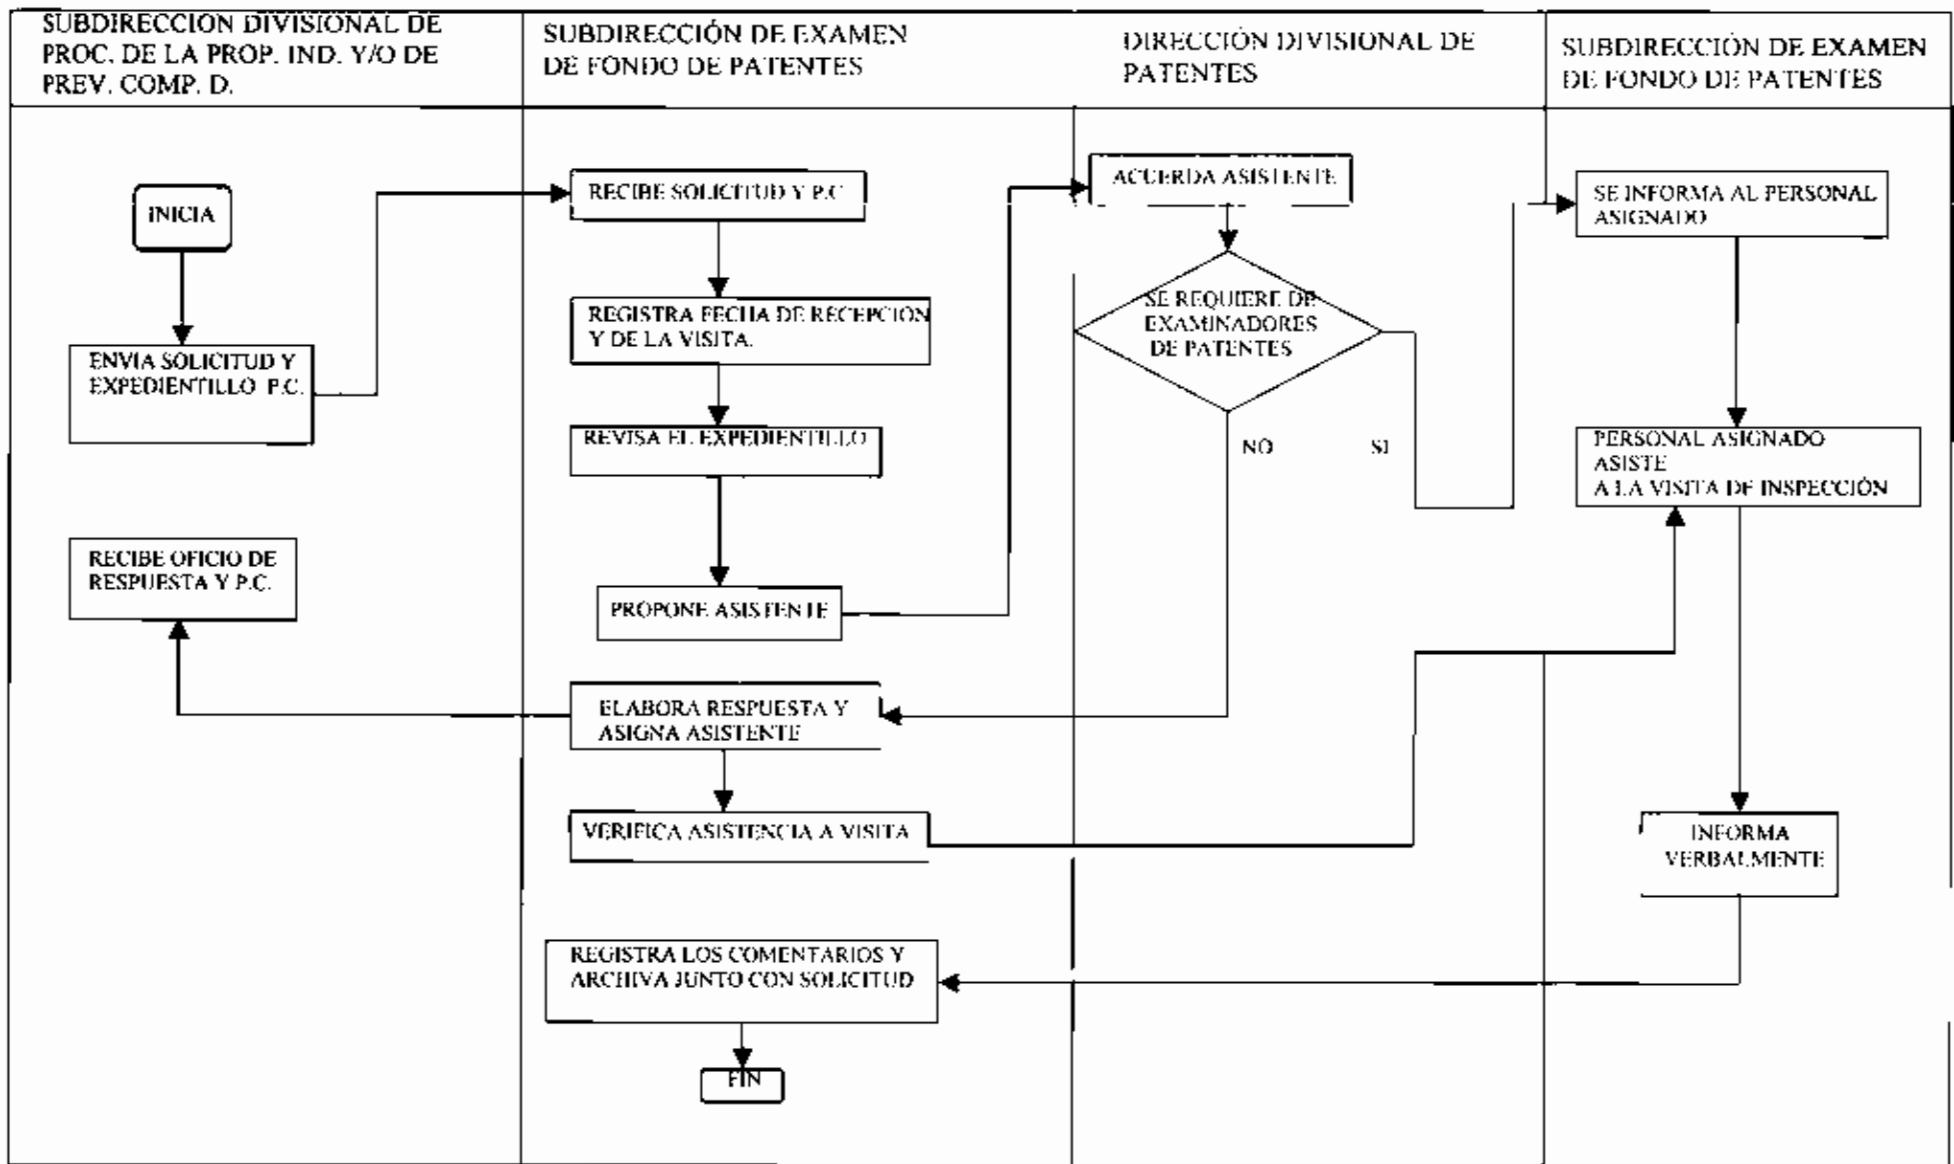 SUBDIRECCION DIVISIONAL DE
PROC. DE LA PROP. IND. Y/O DE
PREV. COMP. D.
SUBDIRECCIÓN DE EXAMEN
DE FONDO DE PATENTES
DIRECCIÓN DIVISIONAL DE
PATENTES
SUBDIRECCIÓN DE EXAMEN
DE FONDO DE PATENTES
INICIA
ENVIA SOLICITUD Y
EXPEDIENTILLO P.C.
RECIBE OFICIO DE
RESPUESTA Y P.C.
RECIBE SOLICITUD Y P.C
REGISTRA FECHA DE RECEPCION
Y DE LA VISITA.
REVISA EL EXPEDIENTILLO
PROPONE ASISTENTE
ELABORA RESPUESTA Y
ASIGNA ASISTENTE
VERIFICA ASISTENCIA A VISITA
REGISTRA LOS COMENTARIOS Y
ARCHIVA JUNTO CON SOLICITUD
FIN
ACUERDA ASISTENTE
SE REQUIERE DE
EXAMINADORES
DE PATENTES
NO
SI
SE INFORMA AL PERSONAL
ASIGNADO
PERSONAL ASIGNADO
ASISTE
A LA VISITA DE INSPECCIÓN
INFORMA
VERBALMENTE